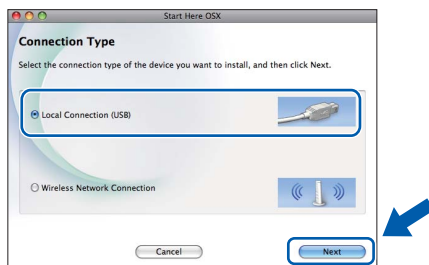 Start Here OSX
Connection Type
Select the connection type of the device you want to install, and then click Next.
Local Connection (USB)
Wireless Network Connection
Cancel
Next